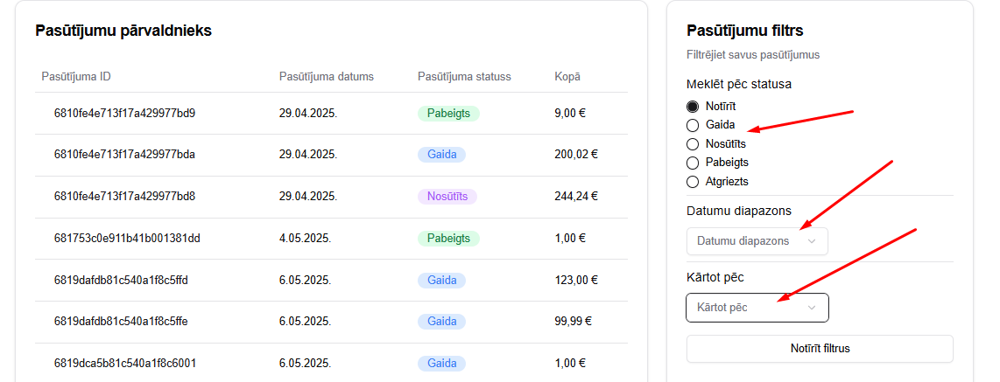 Pasūtījumu pārvaldnieks
Pasūtījuma ID Pasūtījuma datums Pasūtījuma statuss Kopā
6810fe4e713f17a429977bd9 29.04.2025. Pabeigts 9,00 €
6810fe4e713f17a429977bda 29.04.2025. Gaida 200,02 €
6810fe4e713f17a429977bd8 29.04.2025. Nosūtīts 244,24 €
681753c0e911b41b001381dd 4.05.2025. Pabeigts 1,00 €
6819dafdb81c540a1f8c5ffd 6.05.2025. Gaida 123,00 €
6819dafdb81c540a1f8c5ffe 6.05.2025. Gaida 99,99 €
6819dca5b81c540a1f8c6001 6.05.2025. Gaida 1,00 €
Pasūtījumu filtrs
Filtrējiet savus pasūtījumus
Meklēt pēc statusa
Notīrīt
Gaida
Nosūtīts
Pabeigts
Atgriezts
Datumu diapazons
Datumu diapazons
Kārtot pēc
Kārtot pēc
Notīrīt filtrus